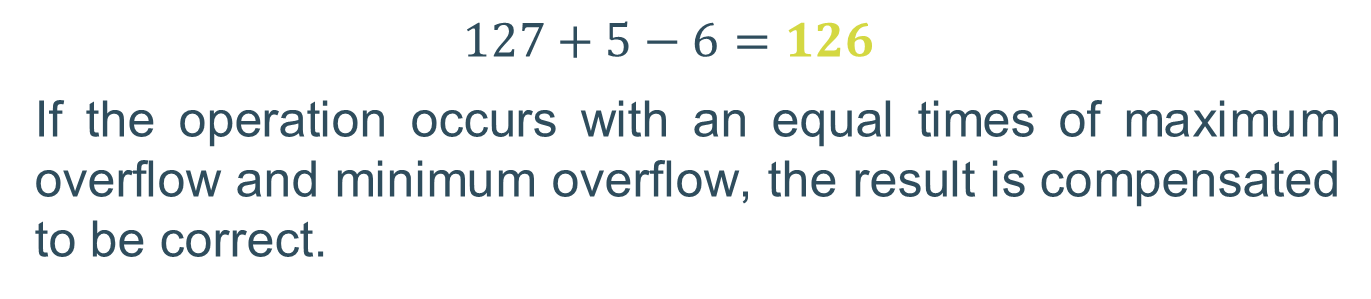 127 + 5 − 6 = 126
If the operation occurs with an equal times of maximum
overflow and minimum overflow, the result is compensated
to be correct.